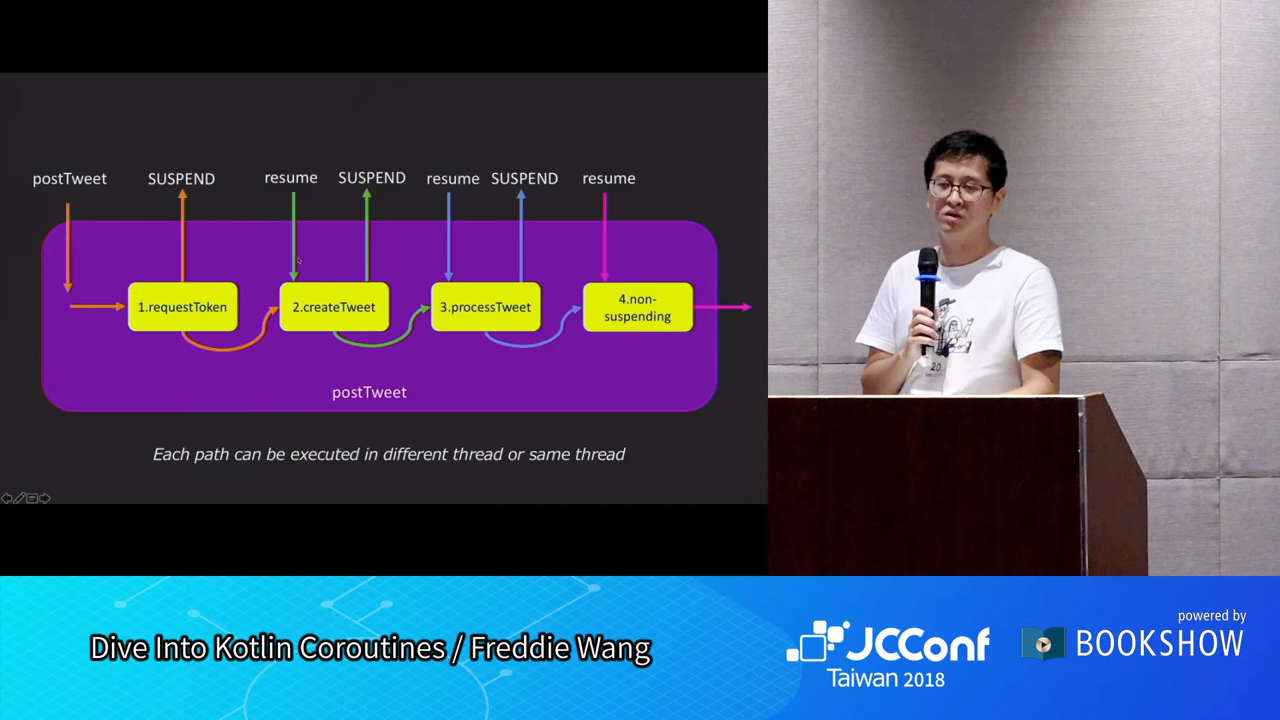 postTweet
SUSPEND
resume
SUSPEND
resume
SUSPEND
resume
1.requestToken
2.createTweet
3.processTweet
4.non-
suspending
postTweet
Each path can be executed in different thread or same thread
20
Dive Into Kotlin Coroutines / Freddie Wang
JCConf
Taiwan 2018
powered by
BOOKSHOW